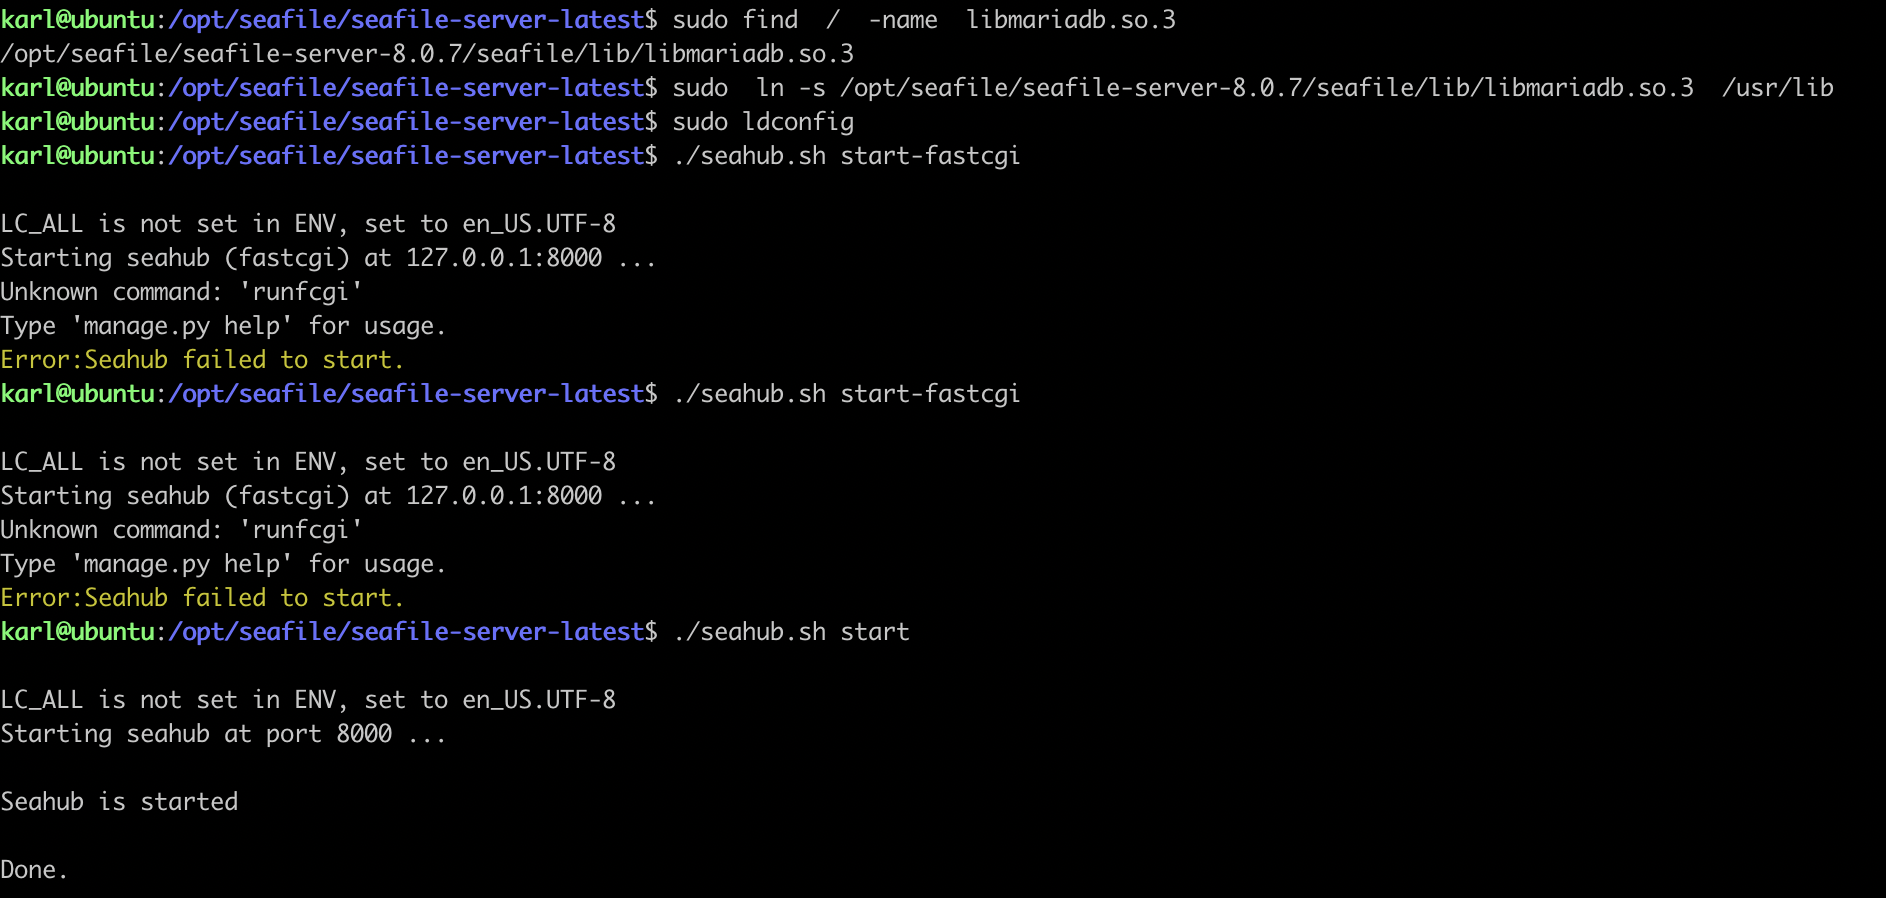 karl@ubuntu:/opt/seafile/seafile-server-latest$ sudo find  /  -name  libmariadb.so.3
/opt/seafile/seafile-server-8.0.7/seafile/lib/libmariadb.so.3
karl@ubuntu:/opt/seafile/seafile-server-latest$ sudo  ln -s /opt/seafile/seafile-server-8.0.7/seafile/lib/libmariadb.so.3  /usr/lib
karl@ubuntu:/opt/seafile/seafile-server-latest$ sudo ldconfig
karl@ubuntu:/opt/seafile/seafile-server-latest$ ./seahub.sh start-fastcgi
LC_ALL is not set in ENV, set to en_US.UTF-8
Starting seahub (fastcgi) at 127.0.0.1:8000 ...
Unknown command: 'runfcgi'
Type 'manage.py help' for usage.
Error:Seahub failed to start.
karl@ubuntu:/opt/seafile/seafile-server-latest$ ./seahub.sh start-fastcgi
LC_ALL is not set in ENV, set to en_US.UTF-8
Starting seahub (fastcgi) at 127.0.0.1:8000 ...
Unknown command: 'runfcgi'
Type 'manage.py help' for usage.
Error:Seahub failed to start.
karl@ubuntu:/opt/seafile/seafile-server-latest$ ./seahub.sh start
LC_ALL is not set in ENV, set to en_US.UTF-8
Starting seahub at port 8000 ...
Seahub is started
Done.